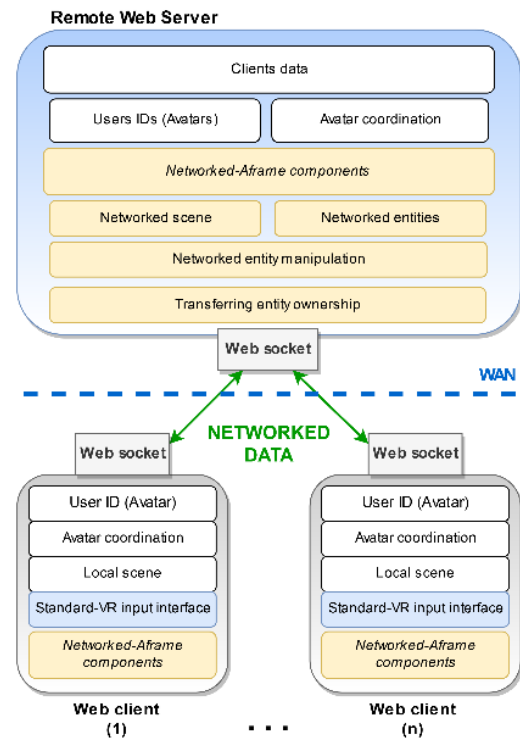 Remote Web Server
Clients data
Users IDs (Avatars)
Avatar coordination
Networked-Aframe components
Networked scene
Networked entities
Networked entity manipulation
Transferring entity ownership
Web socket
WAN
NETWORKED
DATA
Web socket
User ID (Avatar)
Avatar coordination
Local scene
Standard-VR input interface
Networked-Aframe
components
Web client
(1)
. . .
Web socket
User ID (Avatar)
Avatar coordination
Local scene
Standard-VR input interface
Networked-Aframe
components
Web client
(n)